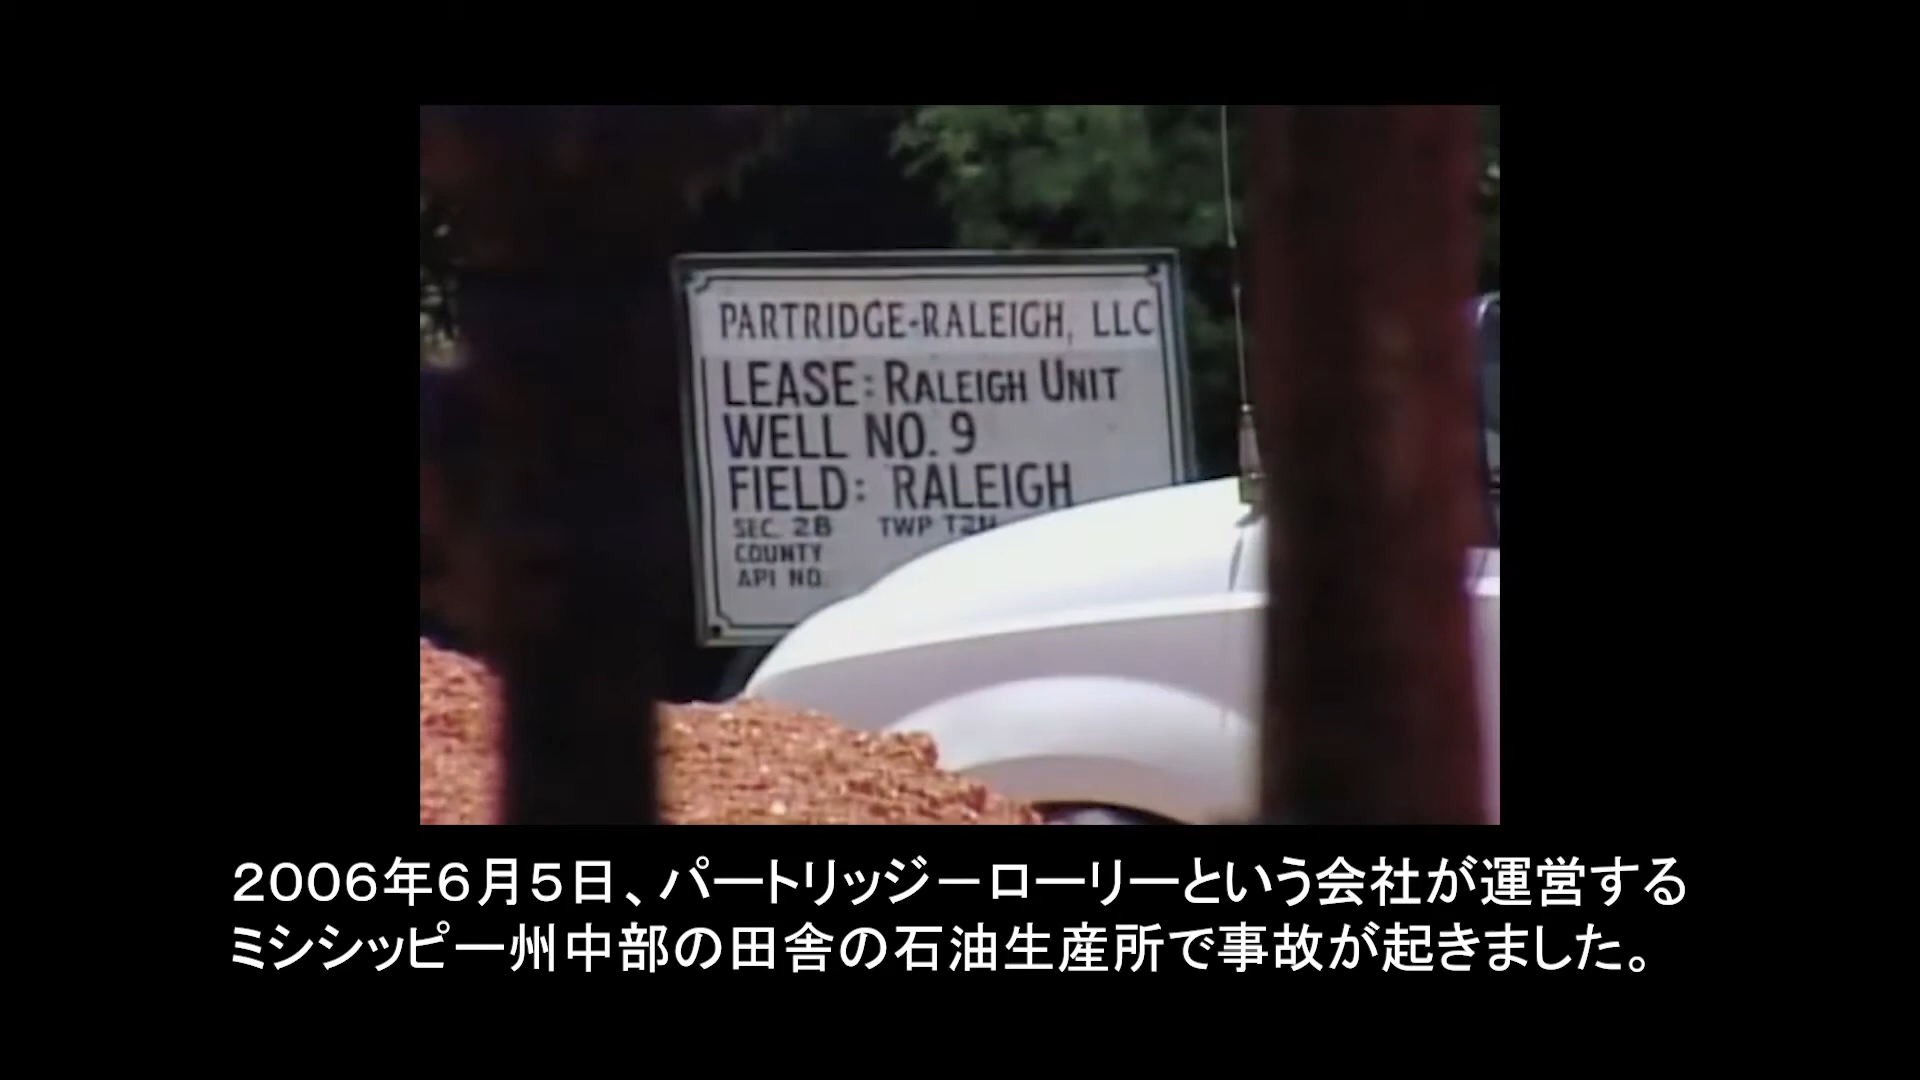 PARTRIDGE-RALEIGH, LLC
LEASE: RALEIGH UNIT
WELL NO. 9
FIELD: RALEIGH
SEC. 28 TWP T2N
COUNTY
API NO.
２００６年６月５日、パートリッジーローリーという会社が運営する
ミシシッピー州中部の田舎の石油生産所で事故が起きました。